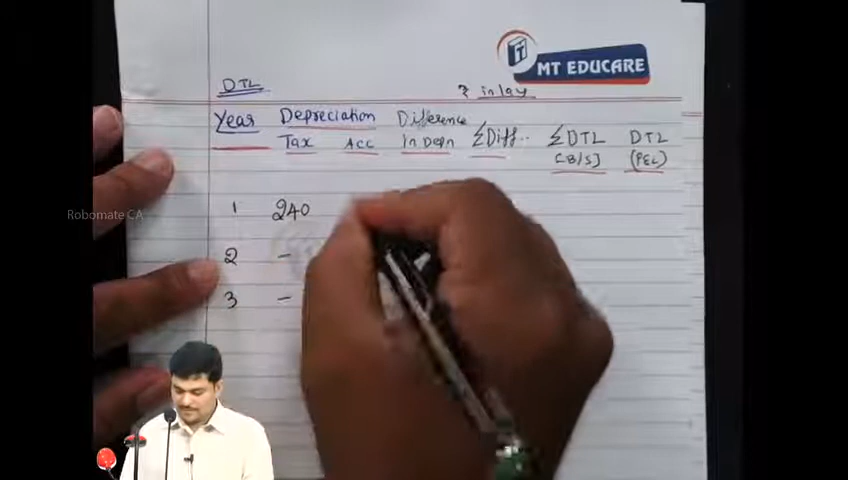 MT EDUCARE
DTL
₹ in lacs
Year Depreciation Difference
Tax Acc In Depn ΣDiff.. ΣDTL DTL
[B/S] (P&L)
1 240
2 -
3 -
Robomate CA